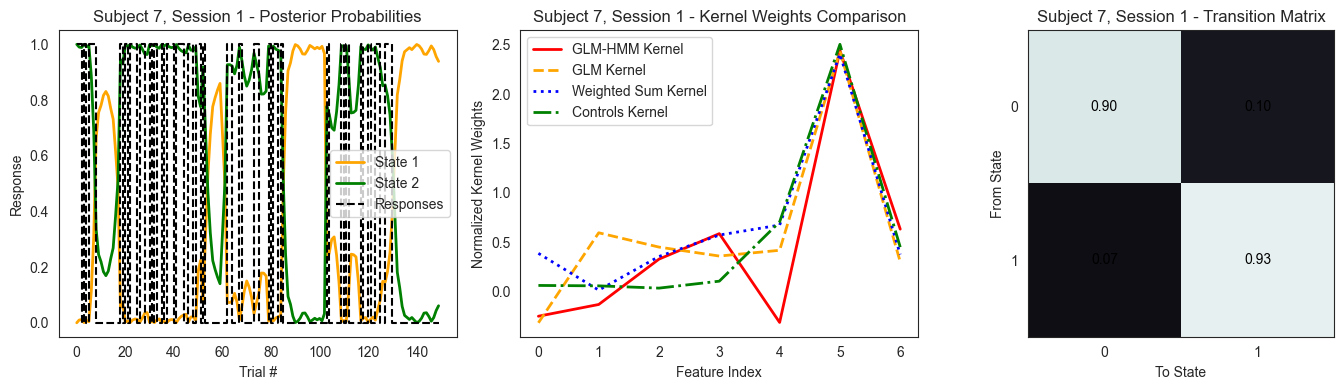 Subject 7, Session 1 - Posterior Probabilities
1.0
0.8
0.6
0.4
0.2
0.0
Response
State 1
State 2
Responses
0
20
40
60
80
100
120
140
Trial #
Subject 7, Session 1 - Kernel Weights Comparison
2.5
2.0
1.5
1.0
0.5
0.0
Normalized Kernel Weights
GLM-HMM Kernel
GLM Kernel
Weighted Sum Kernel
Controls Kernel
0
1
2
3
4
5
6
Feature Index
Subject 7, Session 1 - Transition Matrix
From State
0
1
0.90
0.10
0.07
0.93
0
1
To State